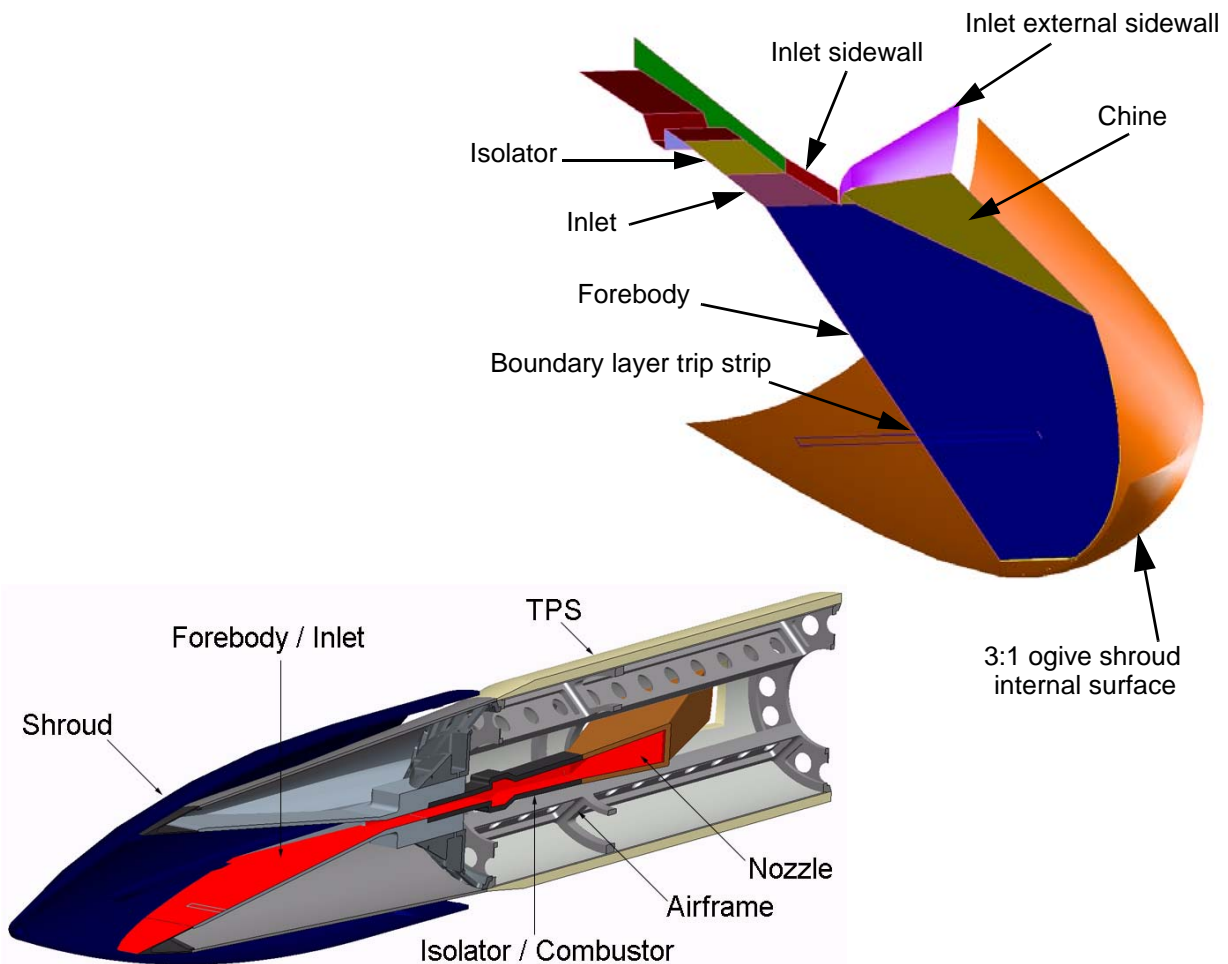 Inlet external sidewall
Inlet sidewall
Chine
Isolator
Inlet
Forebody
Boundary layer trip strip
3:1 ogive shroud
internal surface
TPS
Forebody / Inlet
Shroud
Nozzle
Airframe
Isolator / Combustor